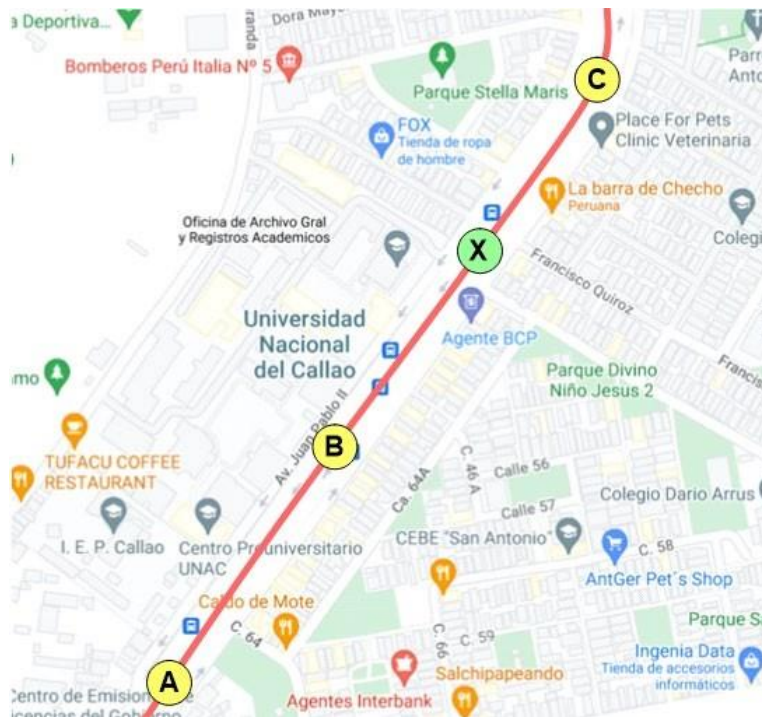 a Deportiva...
Dora Maye
randa
Bomberos Perú Italia Nº 5
Parque Stella Maris
C
Parr
Anto
Place For Pets
Clinic Veterinaria
FOX
Tienda de ropa
de hombre
La barra de Checho
Peruana
Oficina de Archivo Gral
y Registros Academicos
Colegi
X
Francisco Quiroz
Francis
Universidad
Nacional
del Callao
Agente BCP
Parque Divino
Niño Jesus 2
mo
Av. Juan Pablo II
B
TUFACU COFFEE
RESTAURANT
Ca. 64A
C. 46 A
Calle 56
Calle 57
Colegio Dario Arrus
I. E. P. Callao
Centro Preuniversitario
UNAC
CEBE "San Antonio"
C. 58
AntGer Pet´s Shop
Caldo de Mote
C. 64
C. 66
C. 59
Parque S
A
Ingenia Data
Tienda de accesorios
informáticos
Salchipapeando
Agentes Interbank
Centro de Emision
icencias del Gobierno